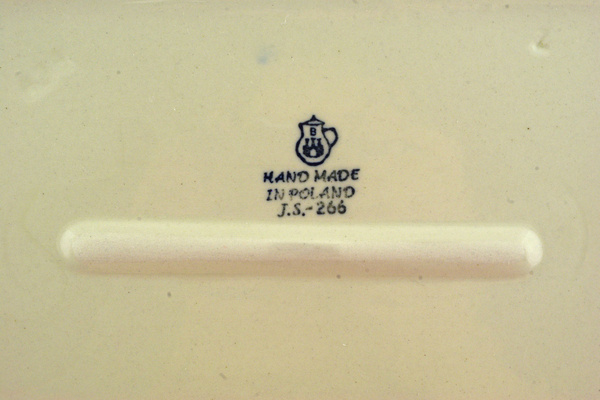 B
HAND MADE
IN POLAND
J.S.-266